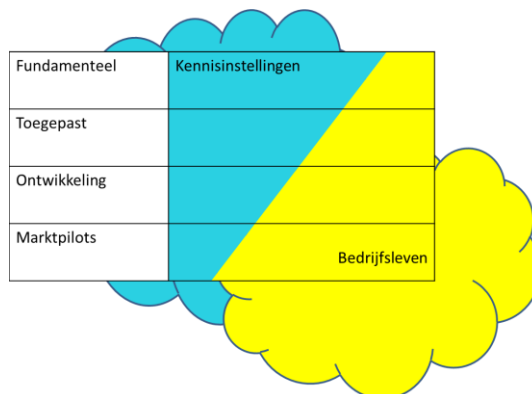 Fundamenteel
Kennisinstellingen
Toegepast
Ontwikkeling
Marktpilots
Bedrijfsleven